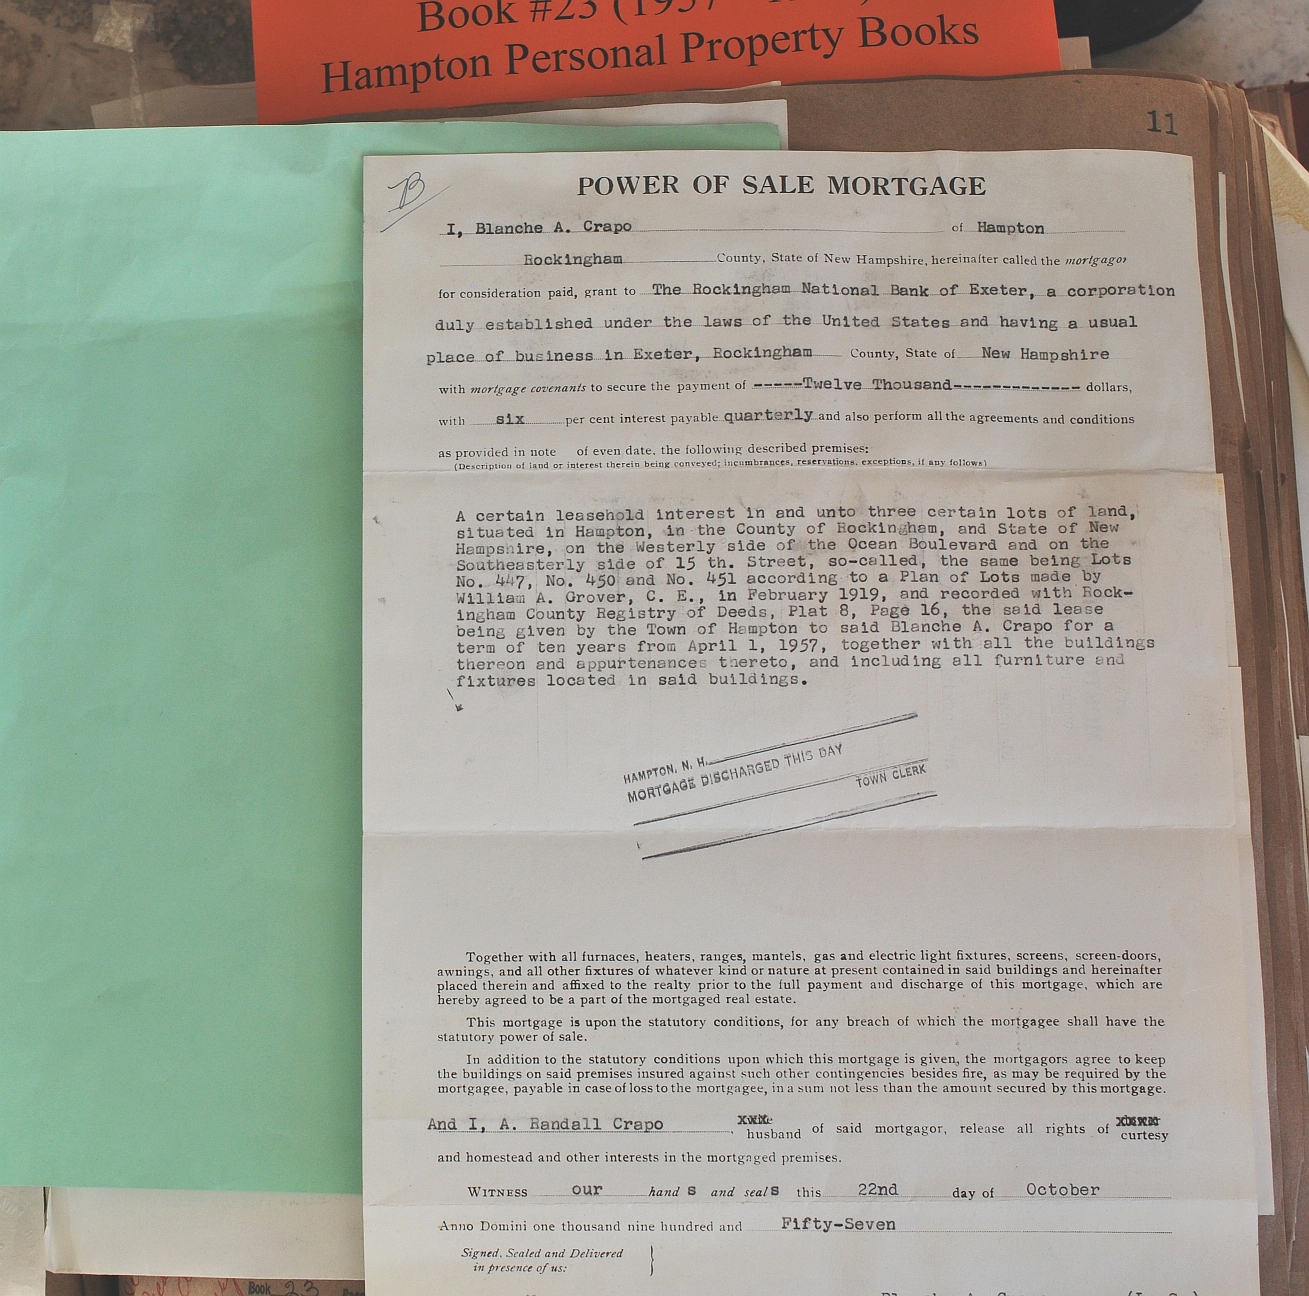 Book #23 (1957
Hampton Personal Property Books
11
B
POWER OF SALE MORTGAGE
I, Blanche A. Crapo of Hampton
Rockingham County, State of New Hampshire, hereinafter called the mortgagor
for consideration paid, grant to The Rockingham National Bank of Exeter, a corporation
duly established under the laws of the United States and having a usual
place of business in Exeter, Rockingham County, State of New Hampshire
with mortgage covenants to secure the payment of -----Twelve Thousand------------- dollars,
with six per cent interest payable quarterly and also perform all the agreements and conditions
as provided in note of even date, the following described premises:
(Description of land or interest therein being conveyed; incumbrances, reservations, exceptions, if any follows)
A certain leasehold interest in and unto three certain lots of land,
situated in Hampton, in the County of Rockingham, and State of New
Hampshire, on the Westerly side of the Ocean Boulevard and on the
Southeasterly side of 15 th. Street, so-called, the same being Lots
No. 447, No. 450 and No. 451 according to a Plan of Lots made by
William A. Grover, C. E., in February 1919, and recorded with Rock-
ingham County Registry of Deeds, Plat 8, Page 16, the said lease
being given by the Town of Hampton to said Blanche A. Crapo for a
term of ten years from April 1, 1957, together with all the buildings
thereon and appurtenances thereto, and including all furniture and
fixtures located in said buildings.
HAMPTON, N. H.
MORTGAGE DISCHARGED THIS DAY
TOWN CLERK
Together with all furnaces, heaters, ranges, mantels, gas and electric light fixtures, screens, screen-doors,
awnings, and all other fixtures of whatever kind or nature at present contained in said buildings and hereinafter
placed therein and affixed to the realty prior to the full payment and discharge of this mortgage, which are
hereby agreed to be a part of the mortgaged real estate.
This mortgage is upon the statutory conditions, for any breach of which the mortgagee shall have the
statutory power of sale.
In addition to the statutory conditions upon which this mortgage is given, the mortgagors agree to keep
the buildings on said premises insured against such other contingencies besides fire, as may be required by the
mortgagee, payable in case of loss to the mortgagee, in a sum not less than the amount secured by this mortgage.
And I, A. Randall Crapo, husband of said mortgagor, release all rights of curtesy
and homestead and other interests in the mortgaged premises.
WITNESS our hand s and seal s this 22nd day of October
Anno Domini one thousand nine hundred and Fifty-Seven
Signed, Sealed and Delivered
in presence of us:
Book 23